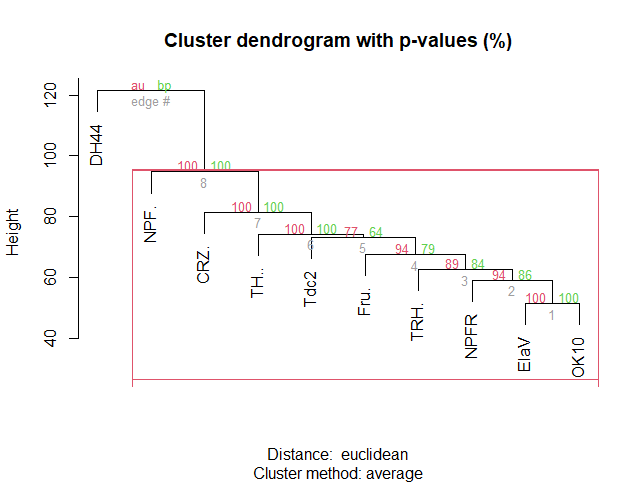 Cluster dendrogram with p-values (%)
Height
120
100
80
60
40
au bp
edge #
DH44
100 100
8
NPF.
100 100
7
CRZ.
100 100
6
TH..
77 64
5
Tdc2
94 79
4
Fru.
89 84
3
TRH.
94 86
2
NPFR
100 100
1
ElaV
OK10
Distance: euclidean
Cluster method: average